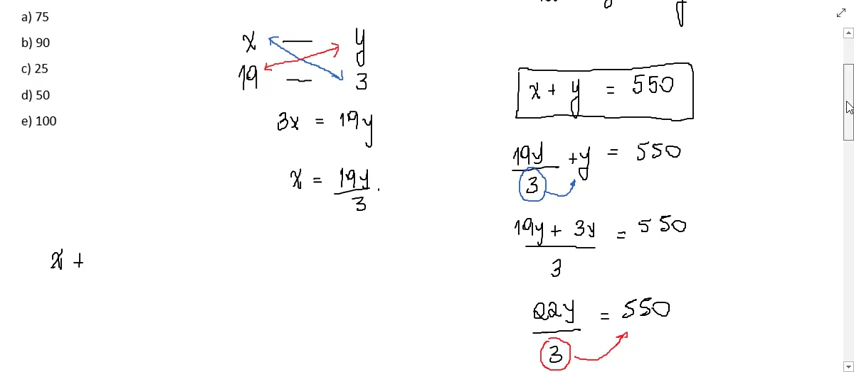 a) 75
b) 90
c) 25
d) 50
e) 100
x — y
19 — 3
3x = 19y
x = 19y/3.
x +
x + y = 550
19y/3 + y = 550
19y + 3y/3 = 550
22y/3 = 550